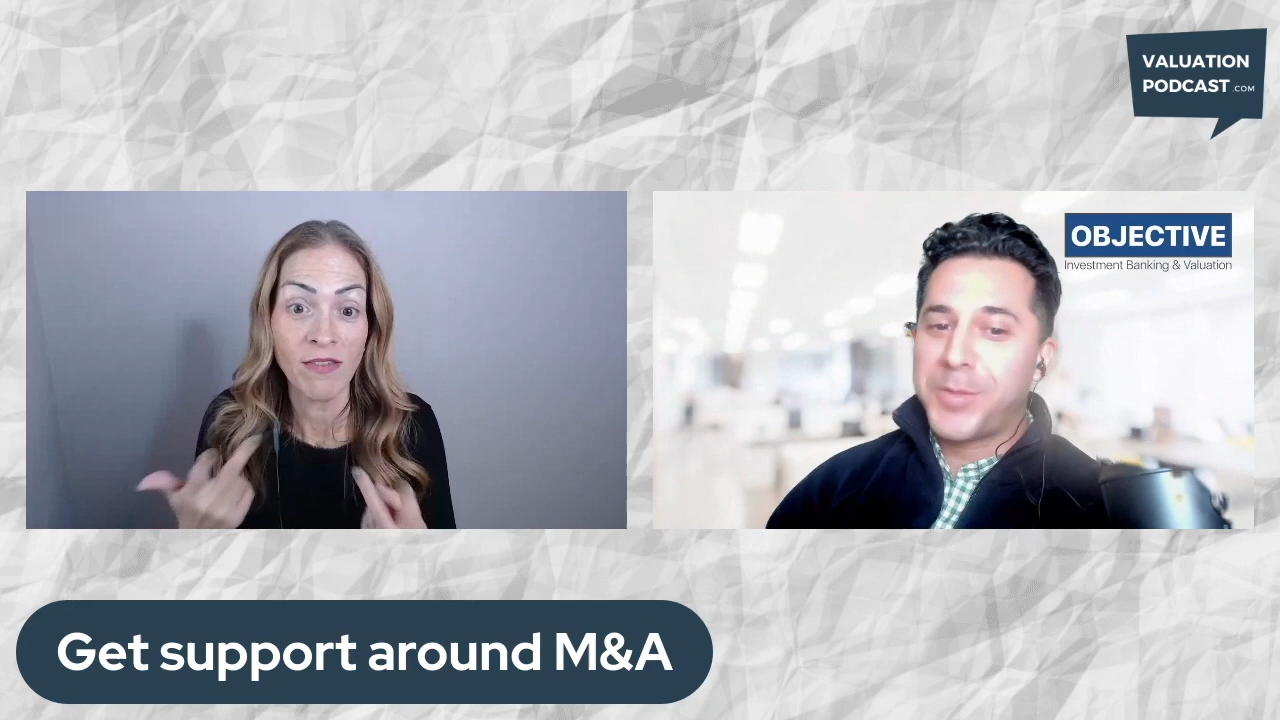 VALUATION
PODCAST.COM
OBJECTIVE
Investment Banking & Valuation
Get support around M&A